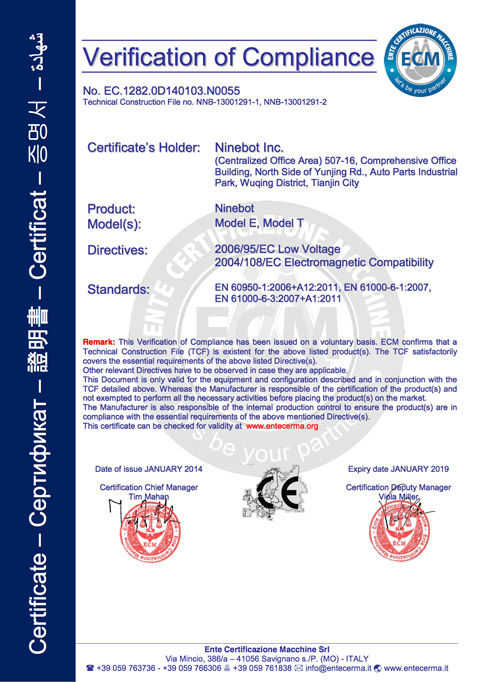 Certificate – Сертификат – 證明書 – Certificat – 증명서 – شهادة
Verification of Compliance
ENTE CERTIFICAZIONE MACCHINE
ECM
let's be your partner
No. EC.1282.0D140103.N0055
Technical Construction File no. NNB-13001291-1, NNB-13001291-2
Certificate's Holder: Ninebot Inc.
(Centralized Office Area) 507-16, Comprehensive Office
Building, North Side of Yunjing Rd., Auto Parts Industrial
Park, Wuqing District, Tianjin City
Product: Ninebot
Model(s): Model E, Model T
Directives: 2006/95/EC Low Voltage
2004/108/EC Electromagnetic Compatibility
Standards: EN 60950-1:2006+A12:2011, EN 61000-6-1:2007,
EN 61000-6-3:2007+A1:2011
Remark: This Verification of Compliance has been issued on a voluntary basis. ECM confirms that a
Technical Construction File (TCF) is existent for the above listed product(s). The TCF satisfactorily
covers the essential requirements of the above listed Directive(s).
Other relevant Directives have to be observed in case they are applicable.
This Document is only valid for the equipment and configuration described and in conjunction with the
TCF detailed above. Whereas the Manufacturer is responsible of the certification of the product(s) and
not exempted to perform all the necessary activities before placing the product(s) on the market.
The Manufacturer is also responsible of the internal production control to ensure the product(s) are in
compliance with the essential requirements of the above mentioned Directive(s).
This certificate can be checked for validity at www.entecerma.org
Date of issue JANUARY 2014
Expiry date JANUARY 2019
Certification Chief Manager
Tim Mahan
CE
Certification Deputy Manager
Viola Miller
ECM
ECM
Ente Certificazione Macchine Srl
Via Mincio, 386/a – 41056 Savignano s./P. (MO) - ITALY
☎ +39 059 763736 - +39 059 766306 +39 059 761838 ✉ info@entecerma.it www.entecerma.it